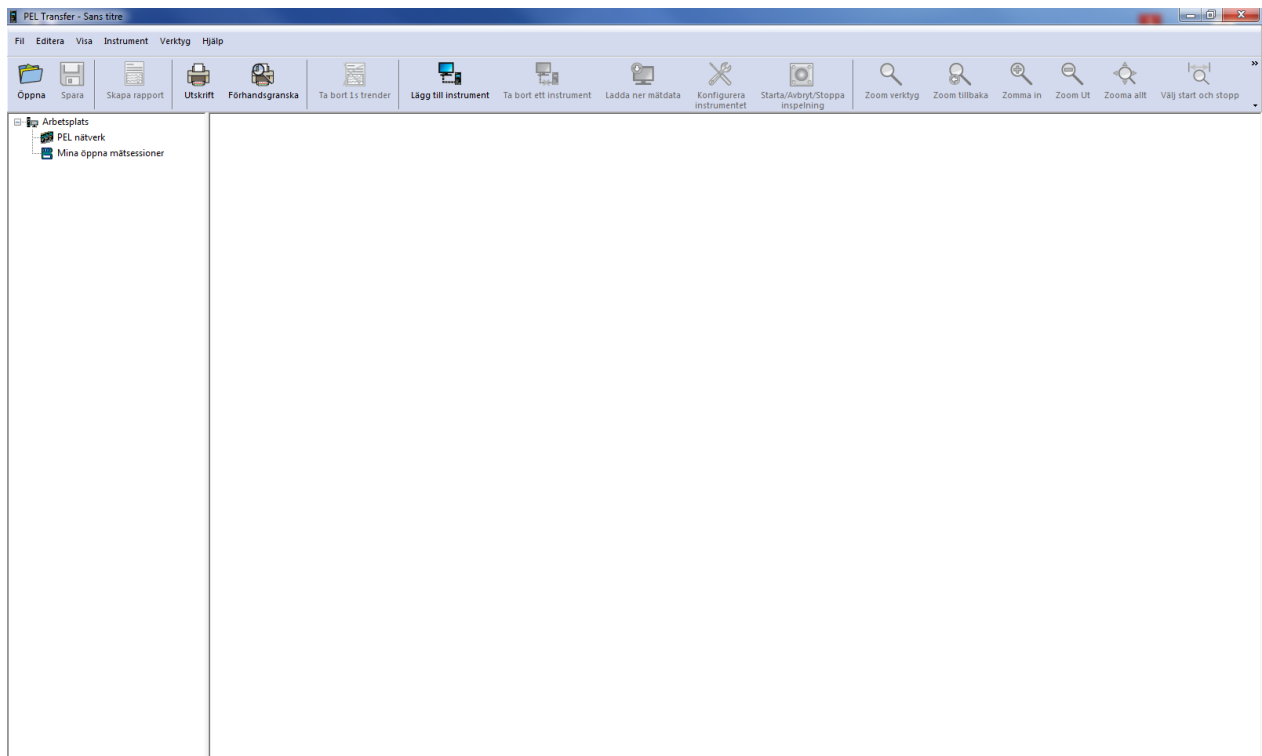 PEL Transfer - Sans titre
Fil Editera Visa Instrument Verktyg Hjälp
Öppna Spara Skapa rapport Utskrift Förhandsgranska Ta bort 1s trender Lägg till instrument Ta bort ett instrument Ladda ner mätdata Konfigurera instrumentet Starta/Avbryt/Stoppa inspelning Zoom verktyg Zoom tillbaka Zomma in Zoom Ut Zooma allt Välj start och stopp »
Arbetsplats
PEL nätverk
Mina öppna mätsessioner